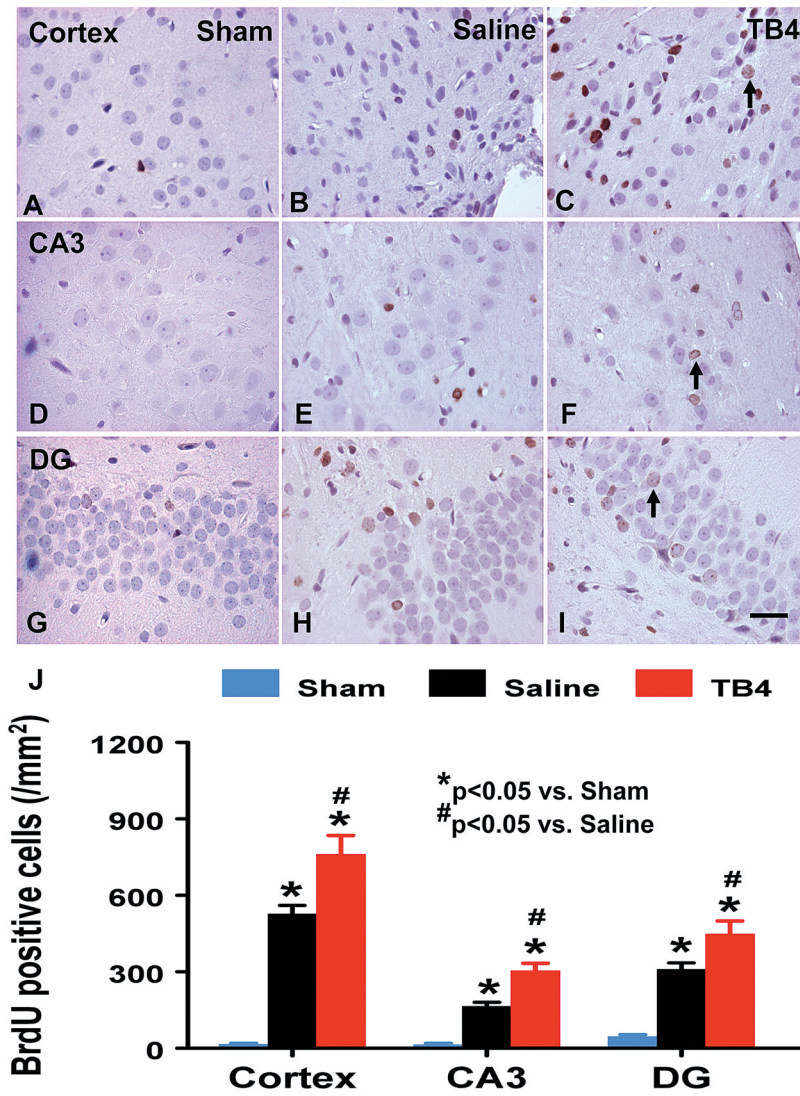 Cortex Sham Saline TB4
A B C
CA3
D E F
DG
G H I
J
Sham Saline TB4
BrdU positive cells (/mm²)
1200
900
600
300
0
*p<0.05 vs. Sham
#p<0.05 vs. Saline
* # *
* # *
* # *
Cortex CA3 DG